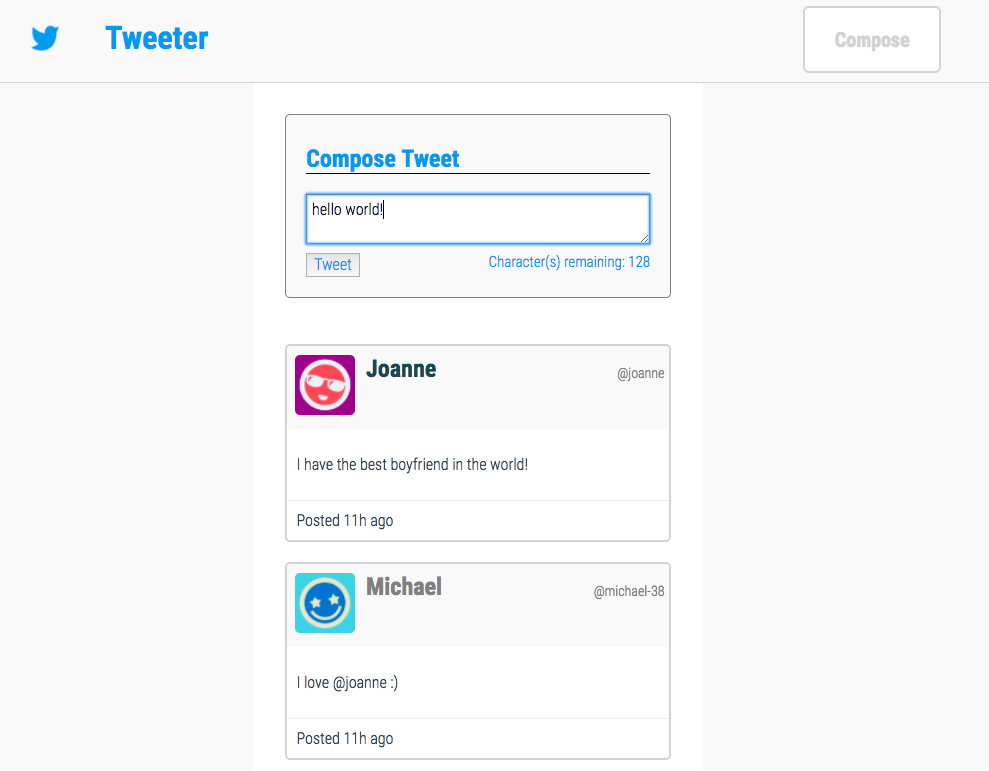 Tweeter
Compose
Compose Tweet
hello world!
Tweet
Character(s) remaining: 128
Joanne
@joanne
I have the best boyfriend in the world!
Posted 11h ago
Michael
@michael-38
I love @joanne :)
Posted 11h ago